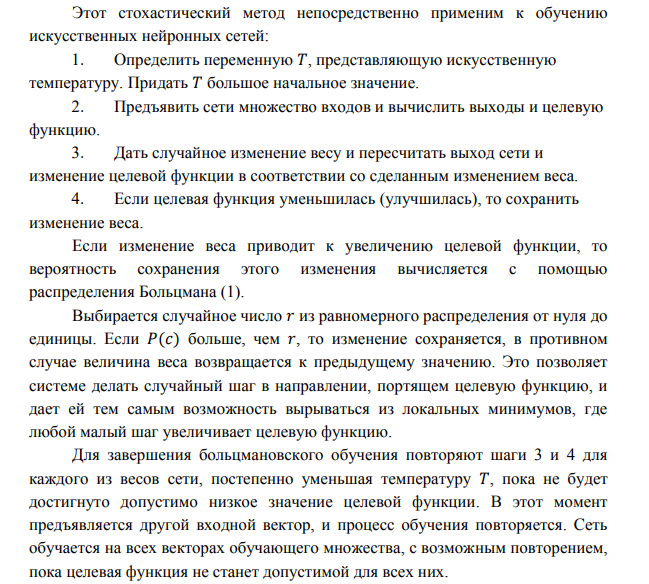 Этот стохастический метод непосредственно применим к обучению
искусственных нейронных сетей:
1. Определить переменную T, представляющую искусственную
температуру. Придать T большое начальное значение.
2. Предъявить сети множество входов и вычислить выходы и целевую
функцию.
3. Дать случайное изменение весу и пересчитать выход сети и
изменение целевой функции в соответствии со сделанным изменением веса.
4. Если целевая функция уменьшилась (улучшилась), то сохранить
изменение веса.
Если изменение веса приводит к увеличению целевой функции, то
вероятность сохранения этого изменения вычисляется с помощью
распределения Больцмана (1).
Выбирается случайное число r из равномерного распределения от нуля до
единицы. Если P(c) больше, чем r, то изменение сохраняется, в противном
случае величина веса возвращается к предыдущему значению. Это позволяет
системе делать случайный шаг в направлении, портящем целевую функцию, и
дает ей тем самым возможность вырываться из локальных минимумов, где
любой малый шаг увеличивает целевую функцию.
Для завершения больцмановского обучения повторяют шаги 3 и 4 для
каждого из весов сети, постепенно уменьшая температуру T, пока не будет
достигнуто допустимо низкое значение целевой функции. В этот момент
предъявляется другой входной вектор, и процесс обучения повторяется. Сеть
обучается на всех векторах обучающего множества, с возможным повторением,
пока целевая функция не станет допустимой для всех них.